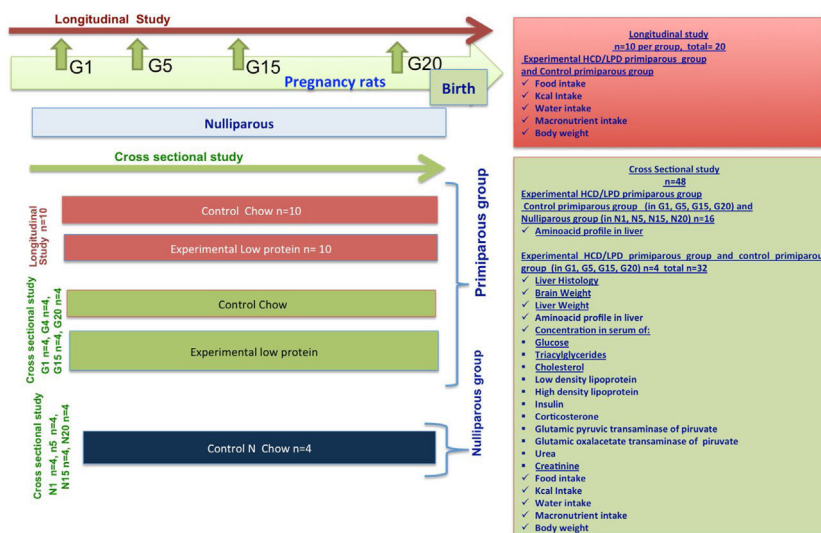 Longitudinal Study
G1
G5
G15
G20
Pregnancy rats
Birth
Nulliparous
Cross sectional study
Longitudinal
Study n=10
Control Chow n=10
Experimental Low protein n= 10
Cross sectional study
G1 n=4, G4 n=4,
G15 n=4, G20 n=4
Control Chow
Experimental low protein
Primiparous group
Cross sectional study
N1 n=4, n5 n=4,
N15 n=4, N20 n=4
Control N Chow n=4
Nulliparous group
Longitudinal study
n=10 per group, total= 20
Experimental HCD/LPD primiparous group
and Control primiparous group
✓ Food intake
✓ Kcal Intake
✓ Water intake
✓ Macronutrient intake
✓ Body weight
Cross Sectional study
n=48
Experimental HCD/LPD primiparous group
Control primiparous group (in G1, G5, G15, G20) and
Nulliparous group (in N1, N5, N15, N20) n=16
✓ Aminoacid profile in liver
Experimental HCD/LPD primiparous group and control primiparous
group (in G1, G5, G15, G20) n=4 total n=32
✓ Liver Histology
✓ Brain Weight
✓ Liver Weight
✓ Aminoacid profile in liver
✓ Concentration in serum of:
▪ Glucose
▪ Triacylglycerides
▪ Cholesterol
▪ Low density lipoprotein
▪ High density lipoprotein
▪ Insulin
▪ Corticosterone
▪ Glutamic pyruvic transaminase of piruvate
▪ Glutamic oxalacetate transaminase of piruvate
▪ Urea
▪ Creatinine
✓ Food intake
✓ Kcal Intake
✓ Water intake
✓ Macronutrient intake
✓ Body weight